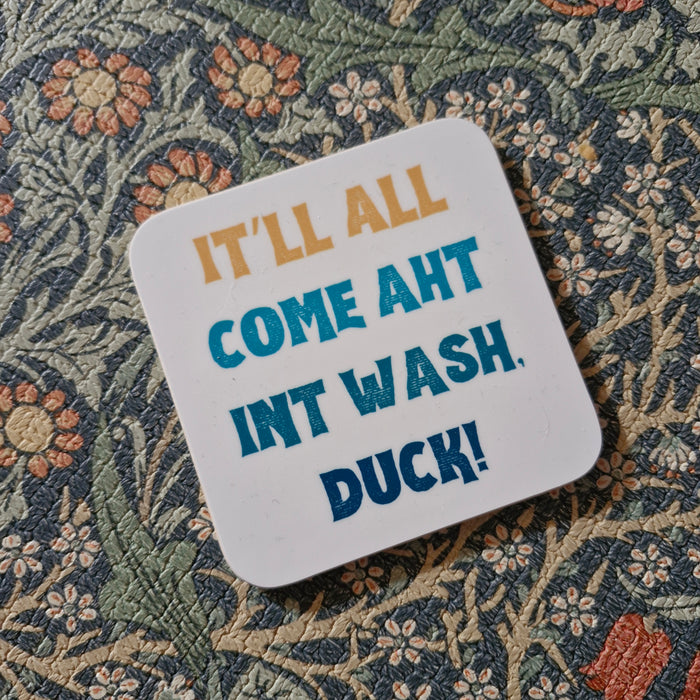 IT'LL ALL
COME AHT
INT WASH,
DUCK!